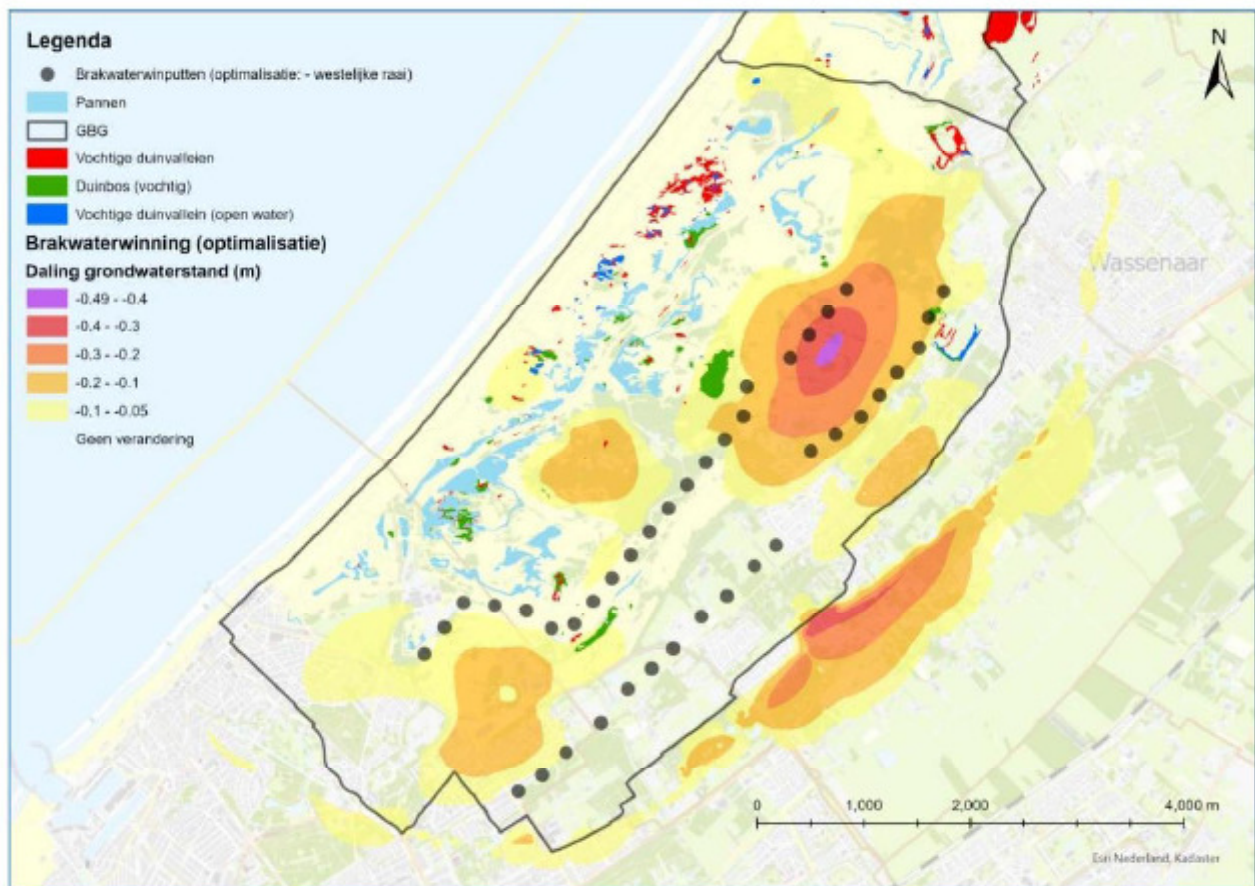 Legenda
Brakwaterwinputten (optimalisatie: - westelijke raai)
Pannen
GBG
Vochtige duinvalleien
Duinbos (vochtig)
Vochtige duinvallein (open water)
Brakwaterwinning (optimalisatie)
Daling grondwaterstand (m)
-0.49 - -0.4
-0.4 - -0.3
-0.3 - -0.2
-0.2 - -0.1
-0,1 - -0.05
Geen verandering
N
Wassenaar
0 1,000 2,000 4,000 m
Esri Nederland, Kadaster